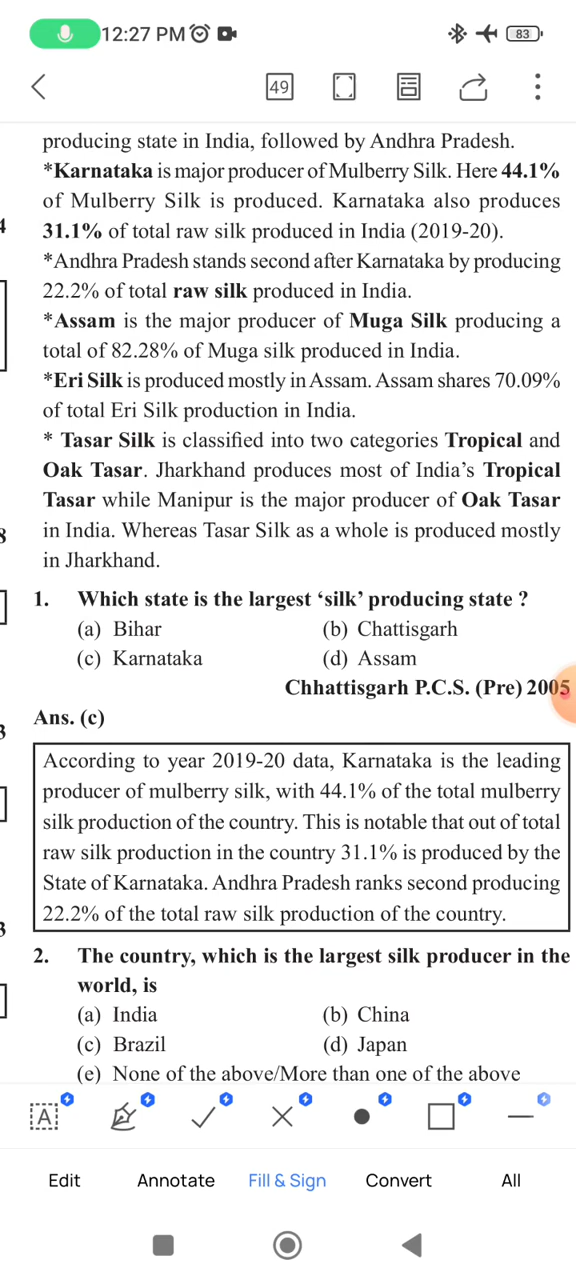 12:27 PM
83
49
producing state in India, followed by Andhra Pradesh.
*Karnataka is major producer of Mulberry Silk. Here 44.1%
of Mulberry Silk is produced. Karnataka also produces
31.1% of total raw silk produced in India (2019-20).
*Andhra Pradesh stands second after Karnataka by producing
22.2% of total raw silk produced in India.
*Assam is the major producer of Muga Silk producing a
total of 82.28% of Muga silk produced in India.
*Eri Silk is produced mostly in Assam. Assam shares 70.09%
of total Eri Silk production in India.
* Tasar Silk is classified into two categories Tropical and
Oak Tasar. Jharkhand produces most of India’s Tropical
Tasar while Manipur is the major producer of Oak Tasar
in India. Whereas Tasar Silk as a whole is produced mostly
in Jharkhand.
1. Which state is the largest ‘silk’ producing state ?
(a) Bihar (b) Chattisgarh
(c) Karnataka (d) Assam
Chhattisgarh P.C.S. (Pre) 2005
Ans. (c)
According to year 2019-20 data, Karnataka is the leading
producer of mulberry silk, with 44.1% of the total mulberry
silk production of the country. This is notable that out of total
raw silk production in the country 31.1% is produced by the
State of Karnataka. Andhra Pradesh ranks second producing
22.2% of the total raw silk production of the country.
2. The country, which is the largest silk producer in the
world, is
(a) India (b) China
(c) Brazil (d) Japan
(e) None of the above/More than one of the above
A
Edit Annotate Fill & Sign Convert All